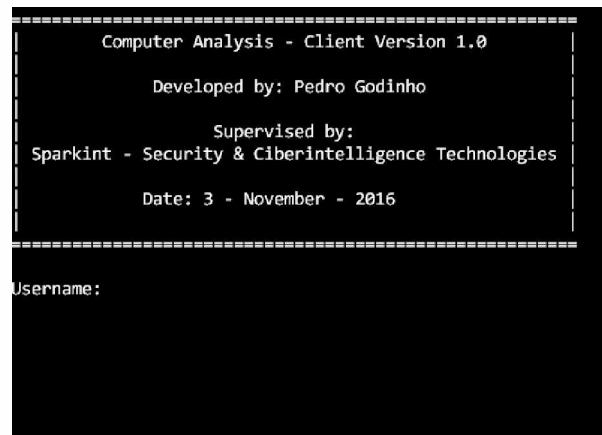 Computer Analysis - Client Version 1.0
Developed by: Pedro Godinho
Supervised by:
Sparkint - Security & Ciberintelligence Technologies
Date: 3 - November - 2016
Username: